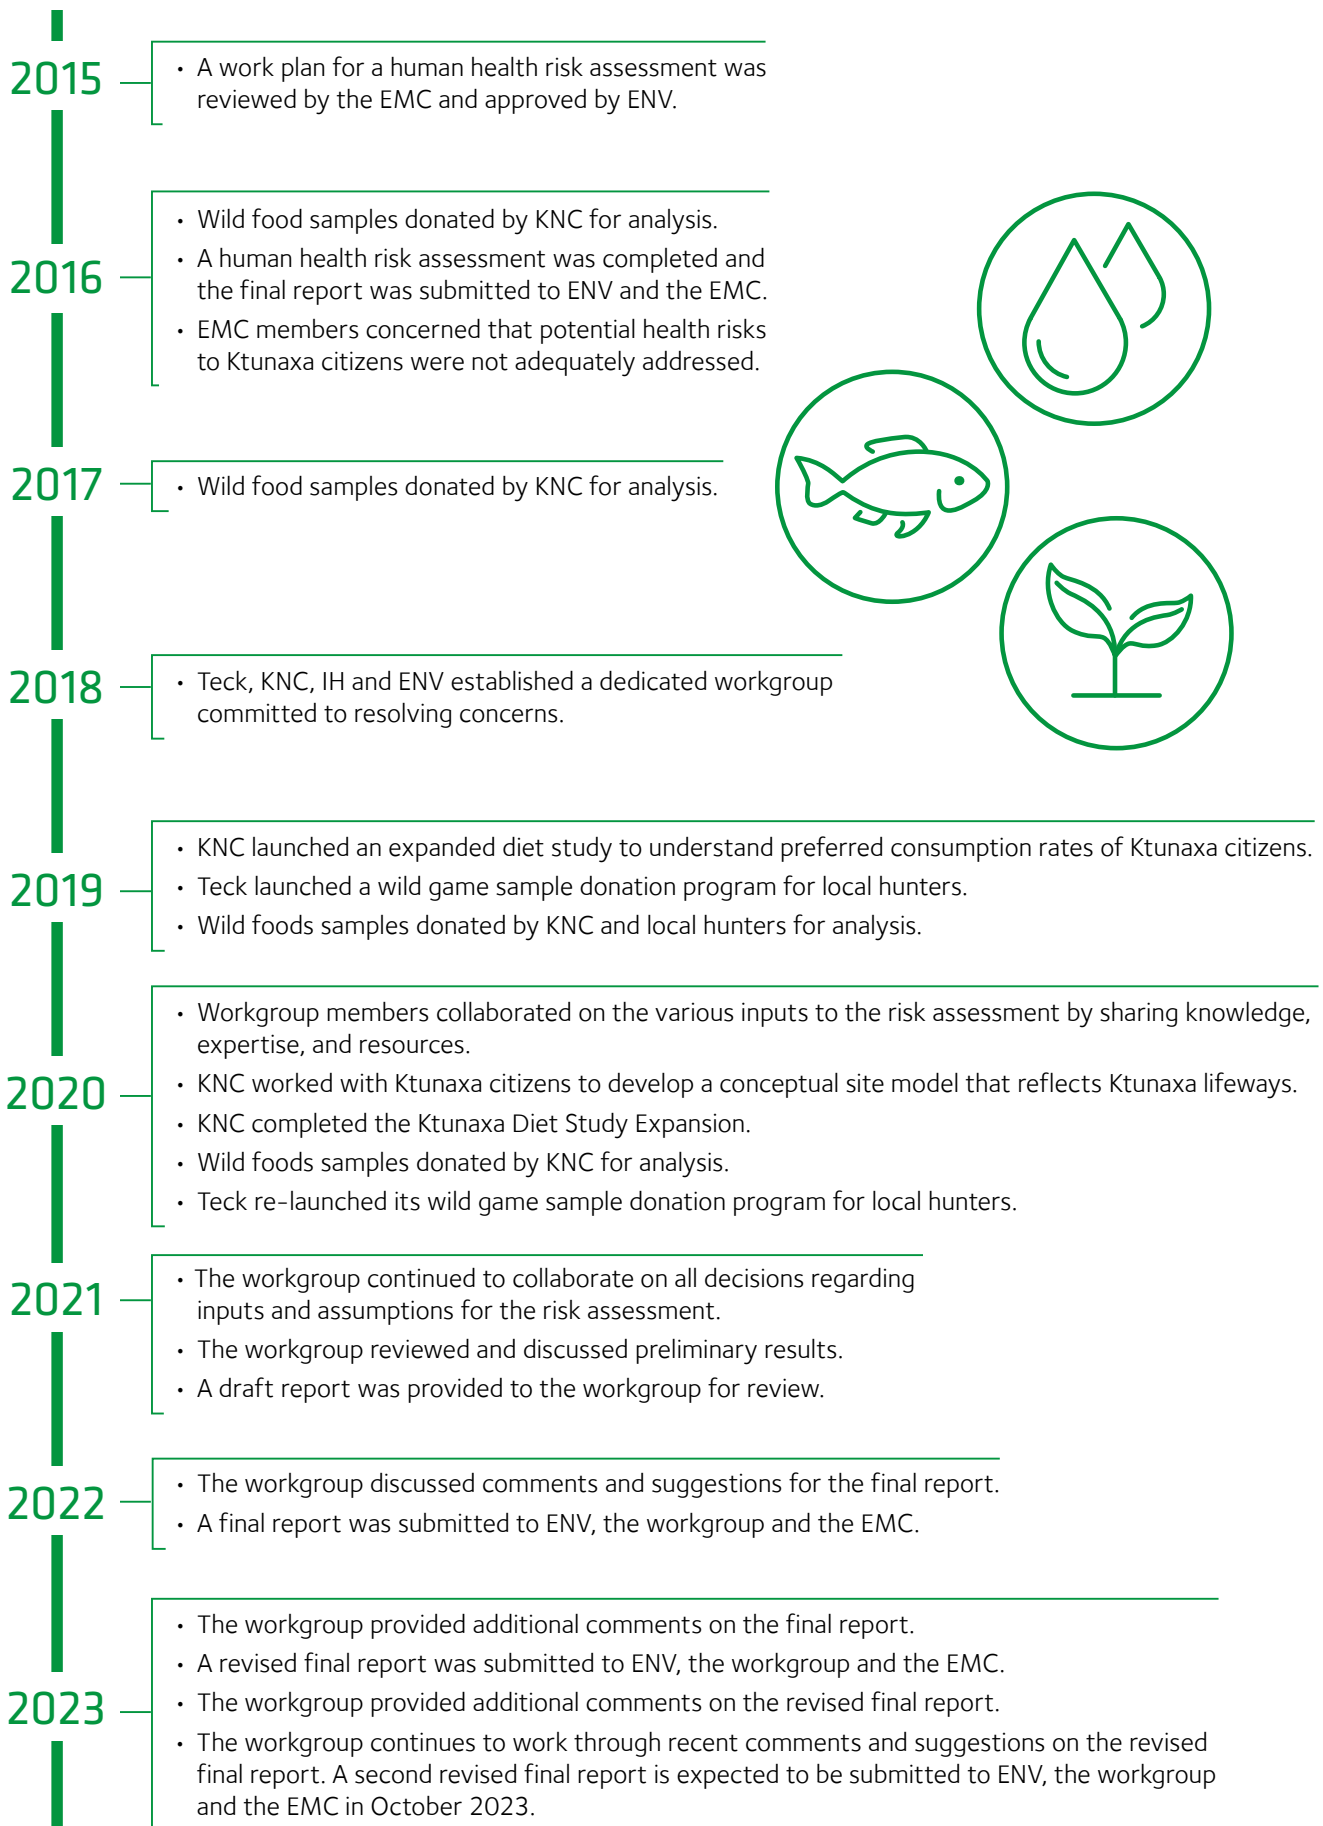 2015
• A work plan for a human health risk assessment was
reviewed by the EMC and approved by ENV.
2016
• Wild food samples donated by KNC for analysis.
• A human health risk assessment was completed and
the final report was submitted to ENV and the EMC.
• EMC members concerned that potential health risks
to Ktunaxa citizens were not adequately addressed.
2017
• Wild food samples donated by KNC for analysis.
2018
• Teck, KNC, IH and ENV established a dedicated workgroup
committed to resolving concerns.
2019
• KNC launched an expanded diet study to understand preferred consumption rates of Ktunaxa citizens.
• Teck launched a wild game sample donation program for local hunters.
• Wild foods samples donated by KNC and local hunters for analysis.
2020
• Workgroup members collaborated on the various inputs to the risk assessment by sharing knowledge,
expertise, and resources.
• KNC worked with Ktunaxa citizens to develop a conceptual site model that reflects Ktunaxa lifeways.
• KNC completed the Ktunaxa Diet Study Expansion.
• Wild foods samples donated by KNC for analysis.
• Teck re-launched its wild game sample donation program for local hunters.
2021
• The workgroup continued to collaborate on all decisions regarding
inputs and assumptions for the risk assessment.
• The workgroup reviewed and discussed preliminary results.
• A draft report was provided to the workgroup for review.
2022
• The workgroup discussed comments and suggestions for the final report.
• A final report was submitted to ENV, the workgroup and the EMC.
2023
• The workgroup provided additional comments on the final report.
• A revised final report was submitted to ENV, the workgroup and the EMC.
• The workgroup provided additional comments on the revised final report.
• The workgroup continues to work through recent comments and suggestions on the revised
final report. A second revised final report is expected to be submitted to ENV, the workgroup
and the EMC in October 2023.